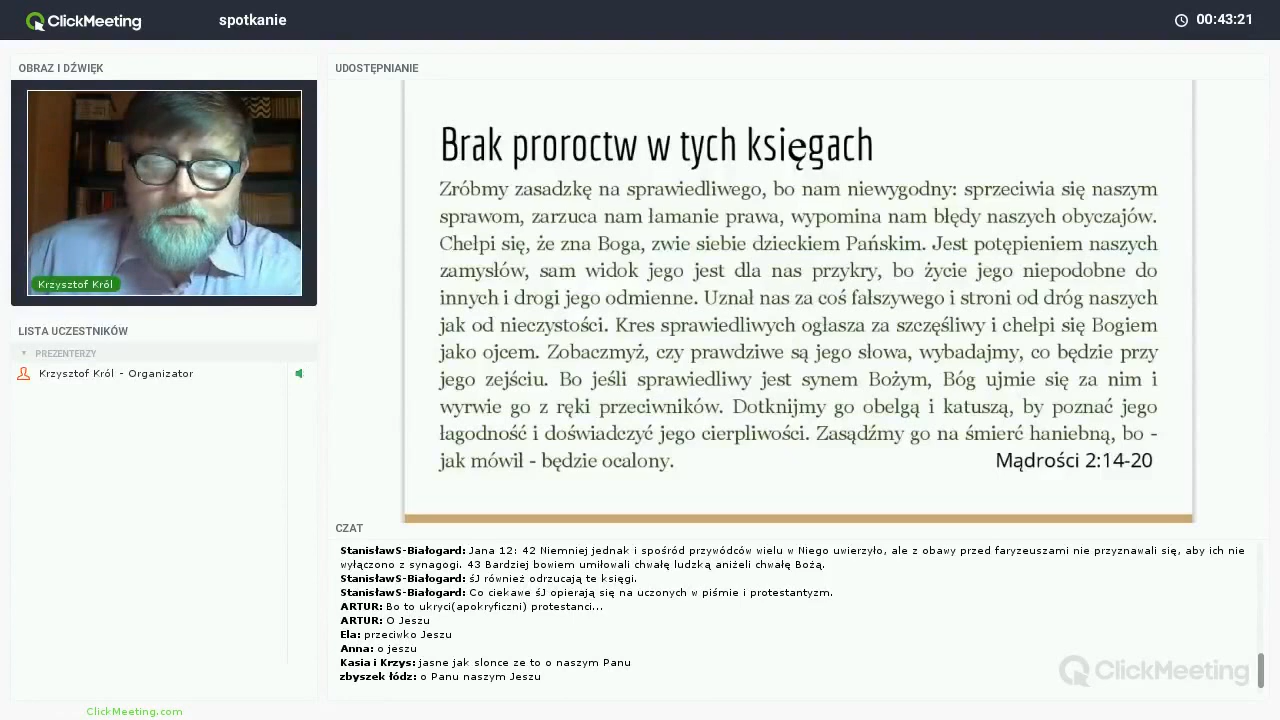 ClickMeeting
spotkanie
00:43:21
OBRAZ I DŹWIĘK
Krzysztof Król
LISTA UCZESTNIKÓW
PREZENTERZY
Krzysztof Król - Organizator
ClickMeeting.com
UDOSTĘPNIANIE
Brak proroctw w tych księgach
Zróbmy zasadzkę na sprawiedliwego, bo nam niewygodny: sprzeciwia się naszym
sprawom, zarzuca nam łamanie prawa, wypomina nam błędy naszych obyczajów.
Chełpi się, że zna Boga, zwie siebie dzieckiem Pańskim. Jest potępieniem naszych
zamysłów, sam widok jego jest dla nas przykry, bo życie jego niepodobne do
innych i drogi jego odmienne. Uznał nas za coś fałszywego i stroni od dróg naszych
jak od nieczystości. Kres sprawiedliwych ogłasza za szczęśliwy i chełpi się Bogiem
jako ojcem. Zobaczmyż, czy prawdziwe są jego słowa, wybadajmy, co będzie przy
jego zejściu. Bo jeśli sprawiedliwy jest synem Bożym, Bóg ujmie się za nim i
wyrwie go z ręki przeciwników. Dotknijmy go obelgą i katuszą, by poznać jego
łagodność i doświadczyć jego cierpliwości. Zasądźmy go na śmierć haniebną, bo -
jak mówił - będzie ocalony.
Mądrości 2:14-20
CZAT
StanisławS-Białogard: Jana 12: 42 Niemniej jednak i spośród przywódców wielu w Niego uwierzyło, ale z obawy przed faryzeuszami nie przyznawali się, aby ich nie
wyłączono z synagogi. 43 Bardziej bowiem umiłowali chwałę ludzką aniżeli chwałę Bożą.
StanisławS-Białogard: śJ również odrzucają te księgi.
StanisławS-Białogard: Co ciekawe śJ opierają się na uczonych w piśmie i protestantyzm.
ARTUR: Bo to ukryci(apokryficzni) protestanci...
ARTUR: O Jeszu
Ela: przeciwko Jeszu
Anna: o jeszu
Kasia i Krzys: jasne jak slonce ze to o naszym Panu
zbyszek łódz: o Panu naszym Jeszu
ClickMeeting